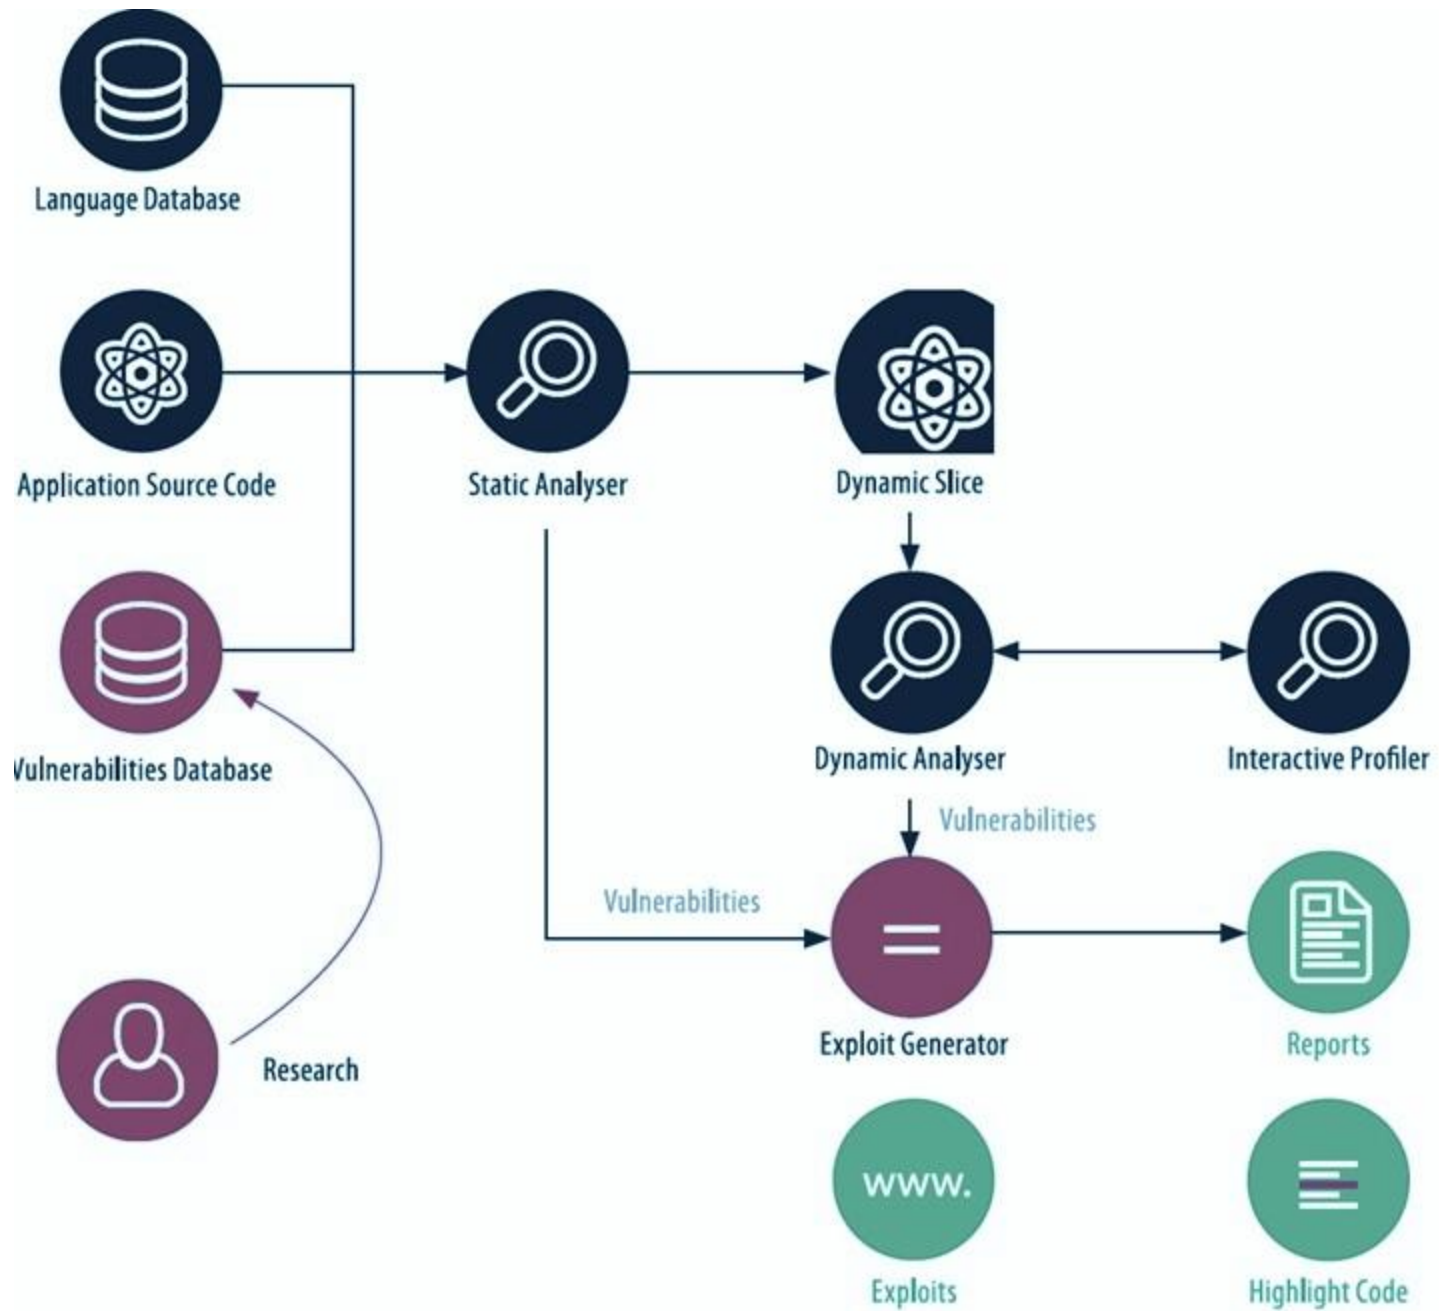 Language Database
Application Source Code
Static Analyser
Dynamic Slice
Vulnerabilities Database
Dynamic Analyser
Interactive Profiler
Vulnerabilities
Vulnerabilities
Research
Exploit Generator
Reports
www.
Exploits
Highlight Code